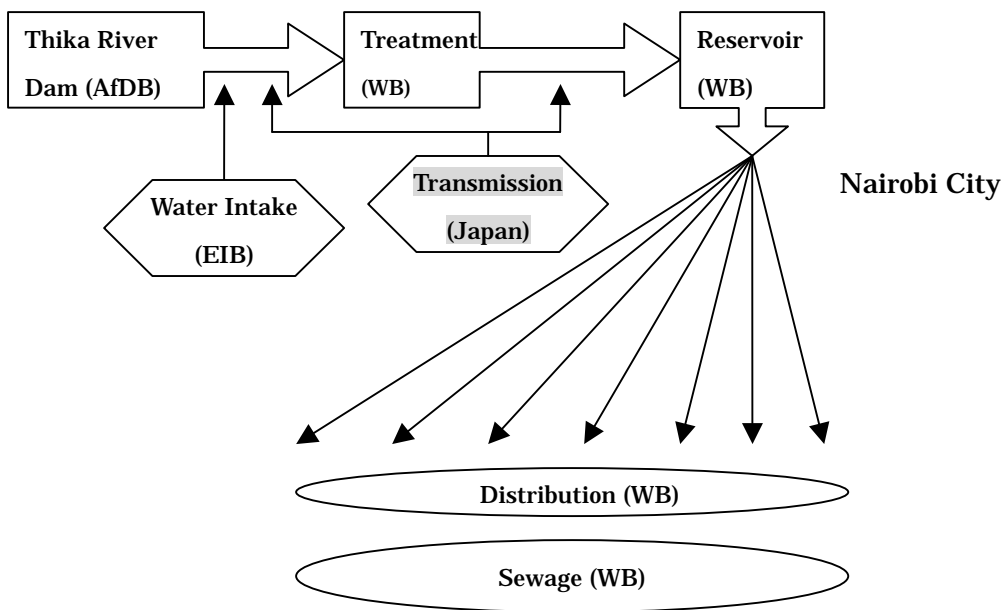 Thika River
Dam (AfDB)
Treatment
(WB)
Reservoir
(WB)
Water Intake
(EIB)
Transmission
(Japan)
Nairobi City
Distribution (WB)
Sewage (WB)